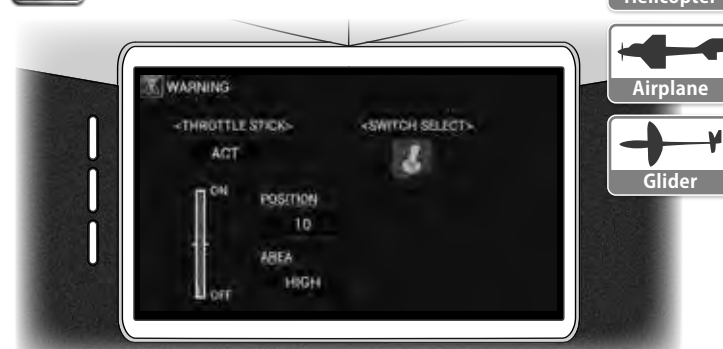 Helicopter
WARNING
<THROTTLE STICK>
<SWITCH SELECT>
ACT
ON
POSITION
10
AREA
HIGH
OFF
Airplane
Glider